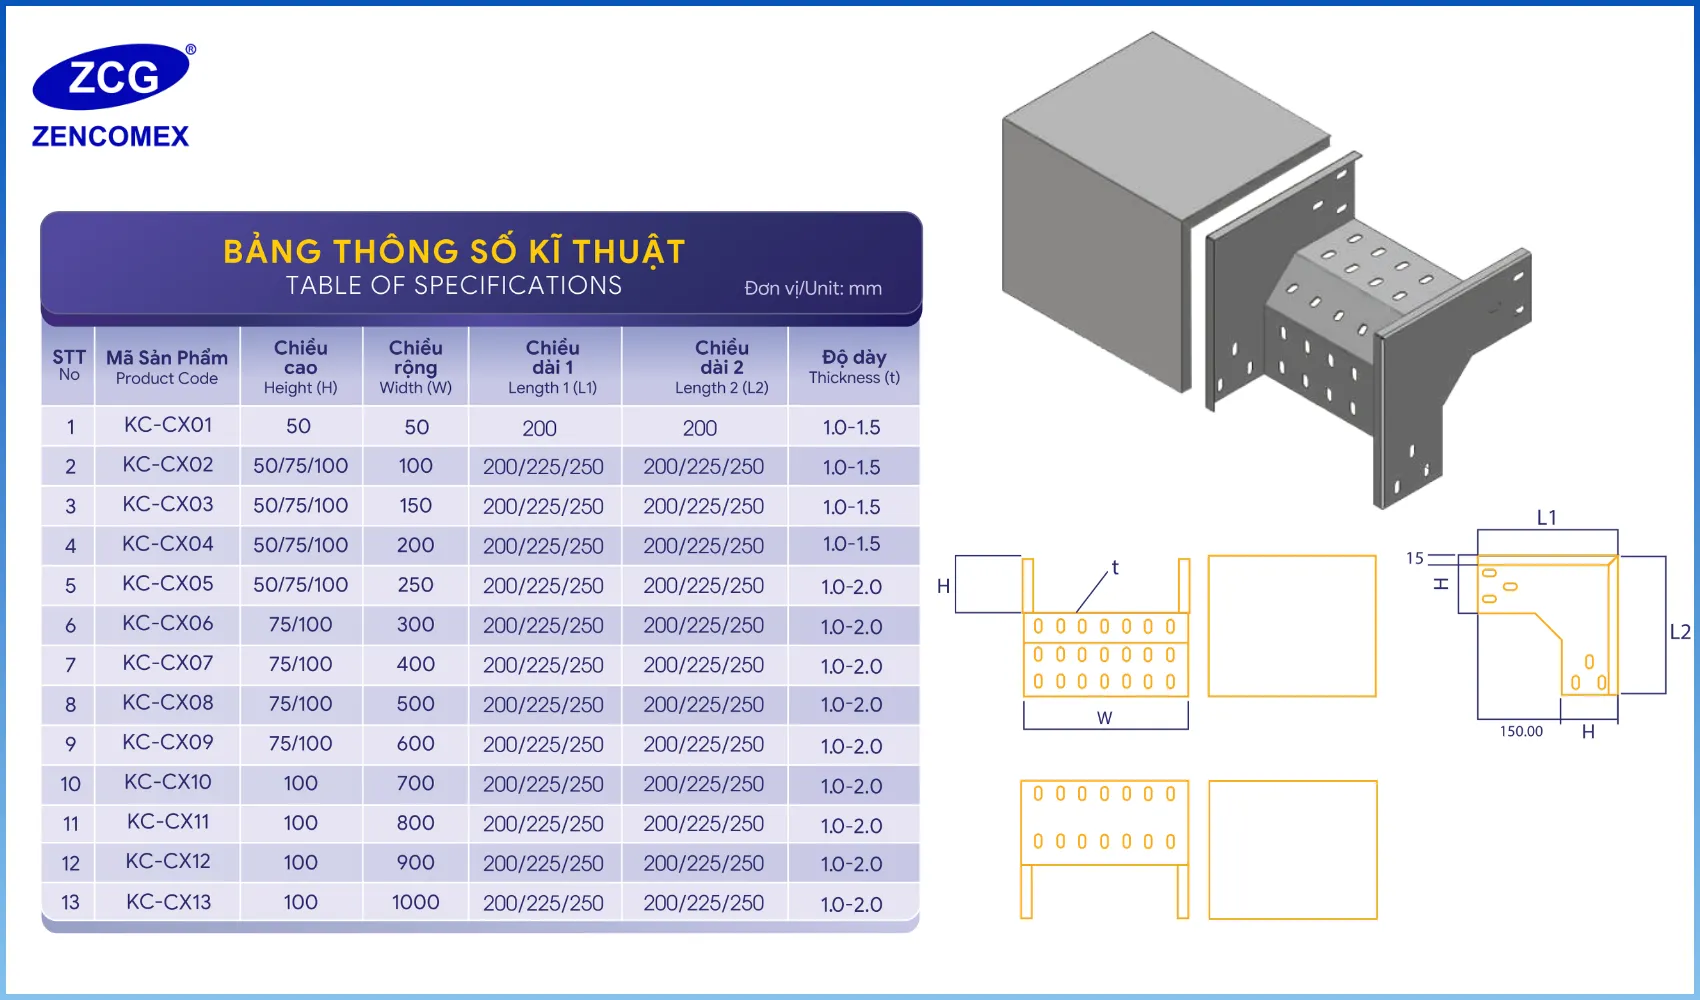 ZCG®
ZENCOMEX
BẢNG THÔNG SỐ KĨ THUẬT
TABLE OF SPECIFICATIONS
Đơn vị/Unit: mm
STT No Mã Sản Phẩm Product Code Chiều cao Height (H) Chiều rộng Width (W) Chiều dài 1 Length 1 (L1) Chiều dài 2 Length 2 (L2) Độ dày Thickness (t)
1 KC-CX01 50 50 200 200 1.0-1.5
2 KC-CX02 50/75/100 100 200/225/250 200/225/250 1.0-1.5
3 KC-CX03 50/75/100 150 200/225/250 200/225/250 1.0-1.5
4 KC-CX04 50/75/100 200 200/225/250 200/225/250 1.0-1.5
5 KC-CX05 50/75/100 250 200/225/250 200/225/250 1.0-2.0
6 KC-CX06 75/100 300 200/225/250 200/225/250 1.0-2.0
7 KC-CX07 75/100 400 200/225/250 200/225/250 1.0-2.0
8 KC-CX08 75/100 500 200/225/250 200/225/250 1.0-2.0
9 KC-CX09 75/100 600 200/225/250 200/225/250 1.0-2.0
10 KC-CX10 100 700 200/225/250 200/225/250 1.0-2.0
11 KC-CX11 100 800 200/225/250 200/225/250 1.0-2.0
12 KC-CX12 100 900 200/225/250 200/225/250 1.0-2.0
13 KC-CX13 100 1000 200/225/250 200/225/250 1.0-2.0
H
t
W
L1
15
H
L2
150.00
H